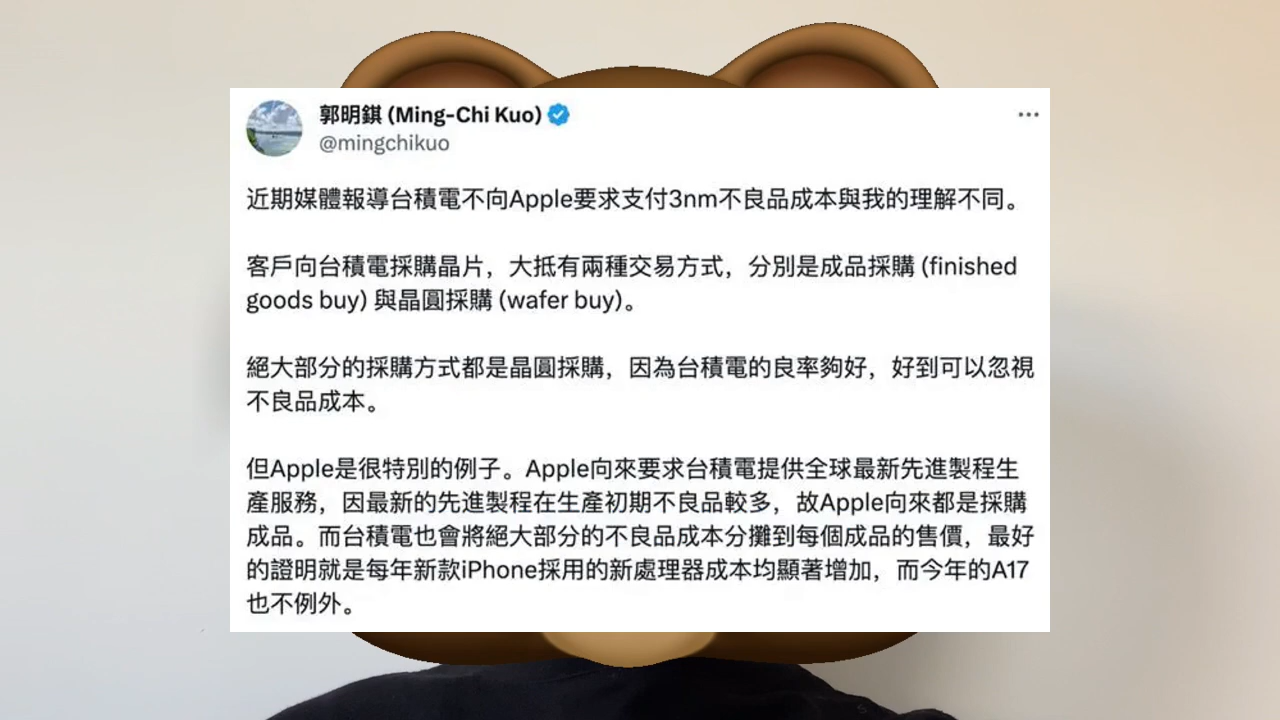 郭明錤 (Ming-Chi Kuo)
@mingchikuo
近期媒體報導台積電不向Apple要求支付3nm不良品成本與我的理解不同。
客戶向台積電採購晶片，大抵有兩種交易方式，分別是成品採購 (finished
goods buy) 與晶圓採購 (wafer buy)。
絕大部分的採購方式都是晶圓採購，因為台積電的良率夠好，好到可以忽視
不良品成本。
但Apple是很特別的例子。Apple向來要求台積電提供全球最新先進製程生
產服務，因最新的先進製程在生產初期不良品較多，故Apple向來都是採購
成品。而台積電也會將絕大部分的不良品成本分攤到每個成品的售價，最好
的證明就是每年新款iPhone採用的新處理器成本均顯著增加，而今年的A17
也不例外。